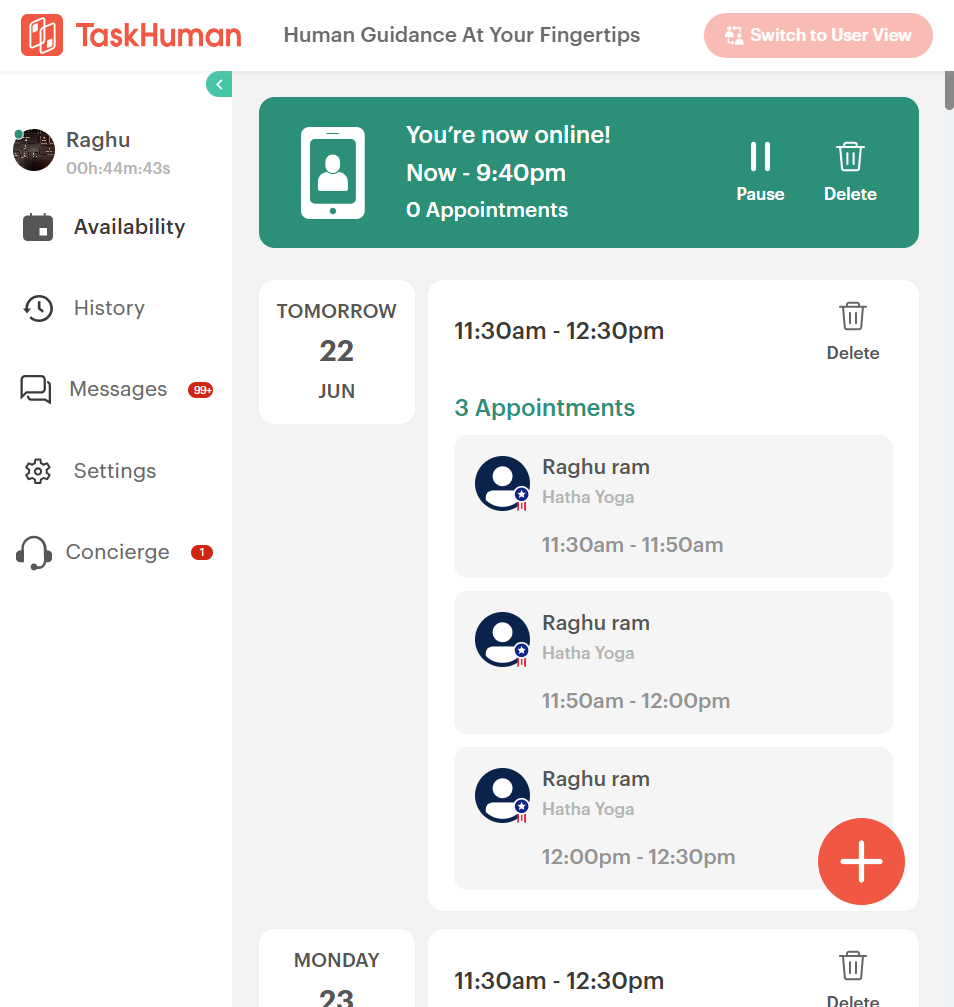 TaskHuman
Human Guidance At Your Fingertips
Switch to User View
Raghu
00h:44m:43s
Availability
History
Messages
99+
Settings
Concierge
1
You’re now online!
Now - 9:40pm
0 Appointments
Pause
Delete
TOMORROW
22
JUN
11:30am - 12:30pm
Delete
3 Appointments
Raghu ram
Hatha Yoga
11:30am - 11:50am
Raghu ram
Hatha Yoga
11:50am - 12:00pm
Raghu ram
Hatha Yoga
12:00pm - 12:30pm
MONDAY
23
11:30am - 12:30pm
Delete